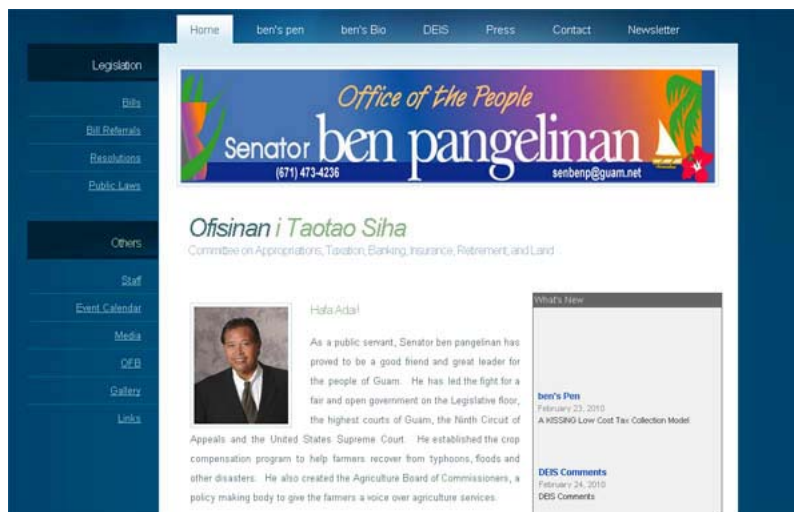 Home ben's pen ben's Bio DEIS Press Contact Newsletter
Legislation
Bills
Bill Referrals
Resolutions
Public Laws
Others
Staff
Event Calendar
Media
OFB
Gallery
Links
Office of the People
Senator ben pangelinan
(671) 473-4236 senbenp@guam.net
Ofisinan i Taotao Siha
Committee on Appropriations, Taxation, Banking, Insurance, Retirement, and Land ...
Hafa Adai!
As a public servant, Senator ben pangelinan has
proved to be a good friend and great leader for
the people of Guam. He has led the fight for a
fair and open government on the Legislative floor,
the highest courts of Guam, the Ninth Circuit of
Appeals and the United States Supreme Court. He established the crop
compensation program to help farmers recover from typhoons, floods and
other disasters. He also created the Agriculture Board of Commissioners, a
policy making body to give the farmers a voice over agriculture services.
What's New
ben's Pen
February 23, 2010
A KISSING Low Cost Tax Collection Model
DEIS Comments
February 24, 2010
DEIS Comments